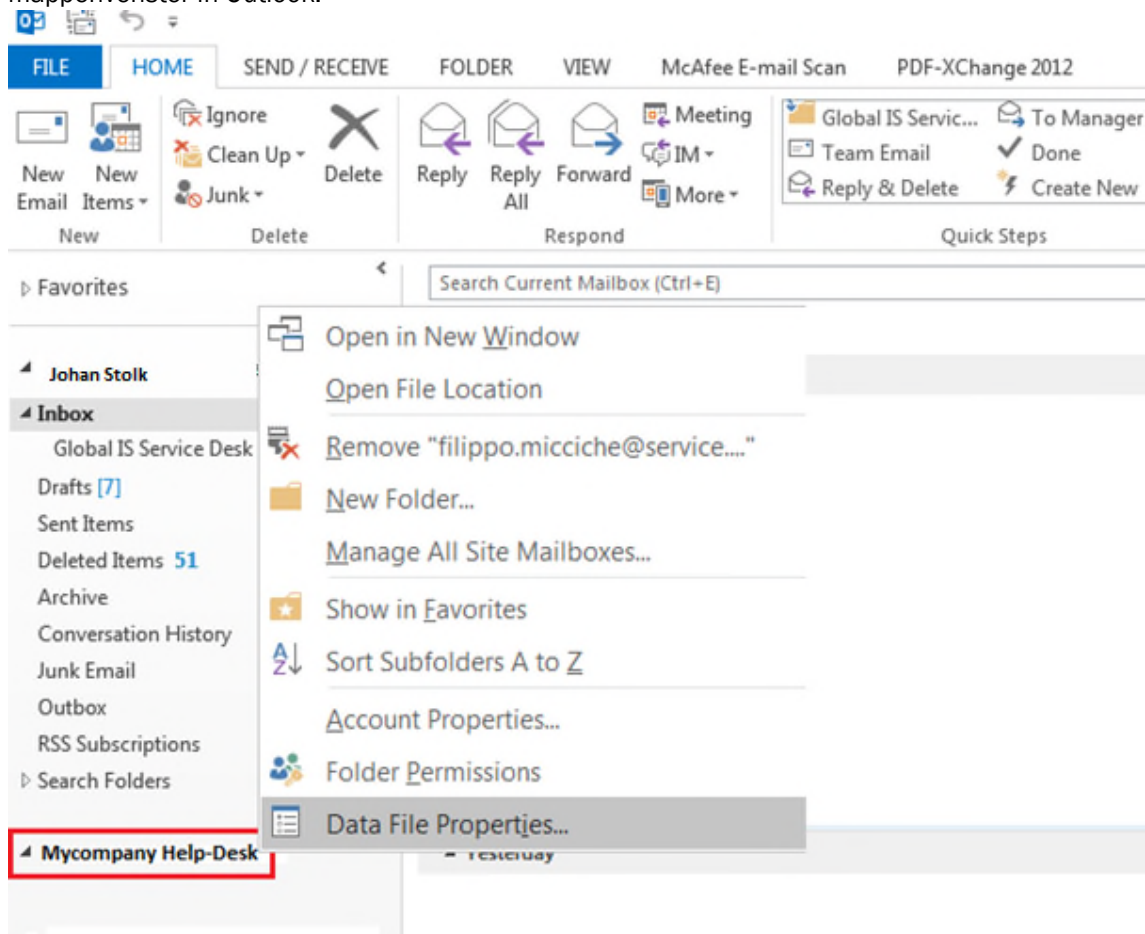 mappenvenster in Outlook.
FILE HOME SEND / RECEIVE FOLDER VIEW McAfee E-mail Scan PDF-XChange 2012
New Email
New Items
Ignore
Clean Up
Junk
Delete
Reply
Reply All
Forward
Meeting
IM
More
Global IS Servic...
Team Email
Reply & Delete
To Manager
Done
Create New
New Delete Respond Quick Steps
Favorites
Search Current Mailbox (Ctrl+E)
Johan Stolk
Inbox
Global IS Service Desk
Drafts [7]
Sent Items
Deleted Items 51
Archive
Conversation History
Junk Email
Outbox
RSS Subscriptions
Search Folders
Mycompany Help-Desk
Open in New Window
Open File Location
Remove "filippo.micciche@service...."
New Folder...
Manage All Site Mailboxes...
Show in Favorites
Sort Subfolders A to Z
Account Properties...
Folder Permissions
Data File Properties...
Yesterday